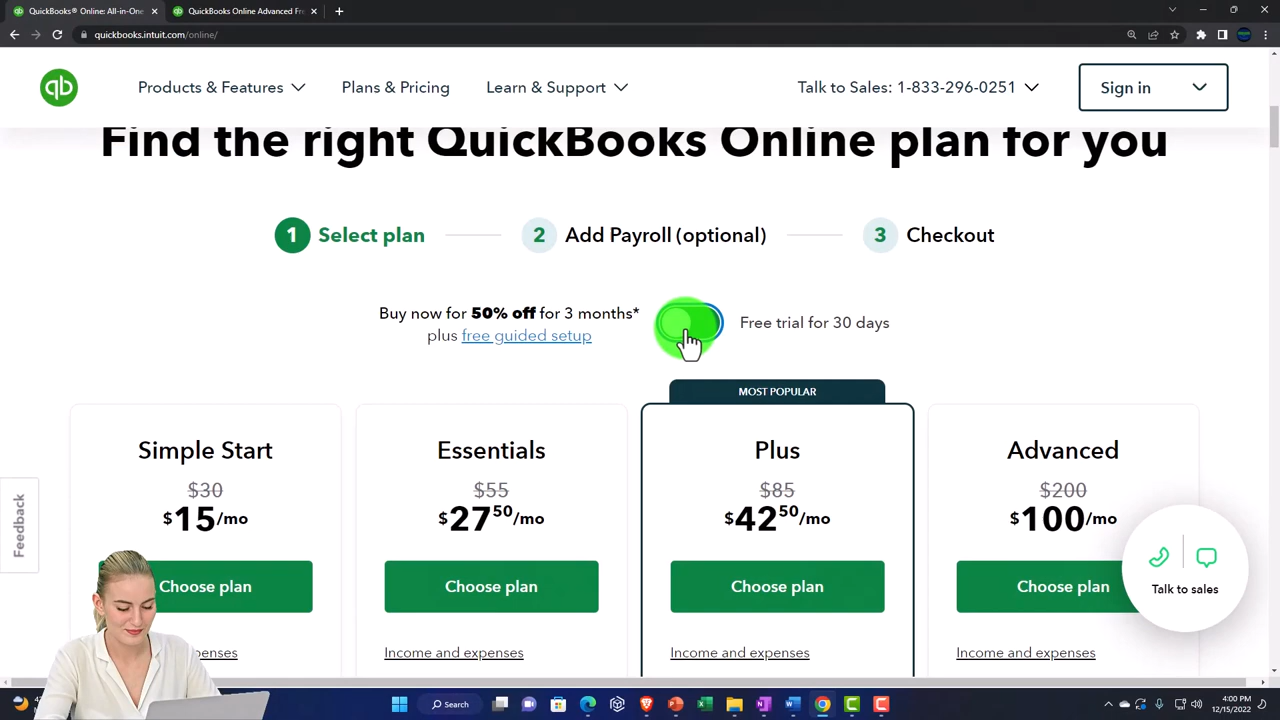 QuickBooks® Online: All-in-One
QuickBooks Online Advanced Fre
quickbooks.intuit.com/online/
qb
Products & Features
Plans & Pricing
Learn & Support
Talk to Sales: 1-833-296-0251
Sign in
Find the right QuickBooks Online plan for you
1 Select plan
2 Add Payroll (optional)
3 Checkout
Buy now for 50% off for 3 months*
plus free guided setup
Free trial for 30 days
MOST POPULAR
Simple Start
$30
$15/mo
Choose plan
penses
Essentials
$55
$27 50/mo
Choose plan
Income and expenses
Plus
$85
$42 50/mo
Choose plan
Income and expenses
Advanced
$200
$100/mo
Choose plan
Income and expenses
Feedback
Talk to sales
Search
4:00 PM
12/15/2022